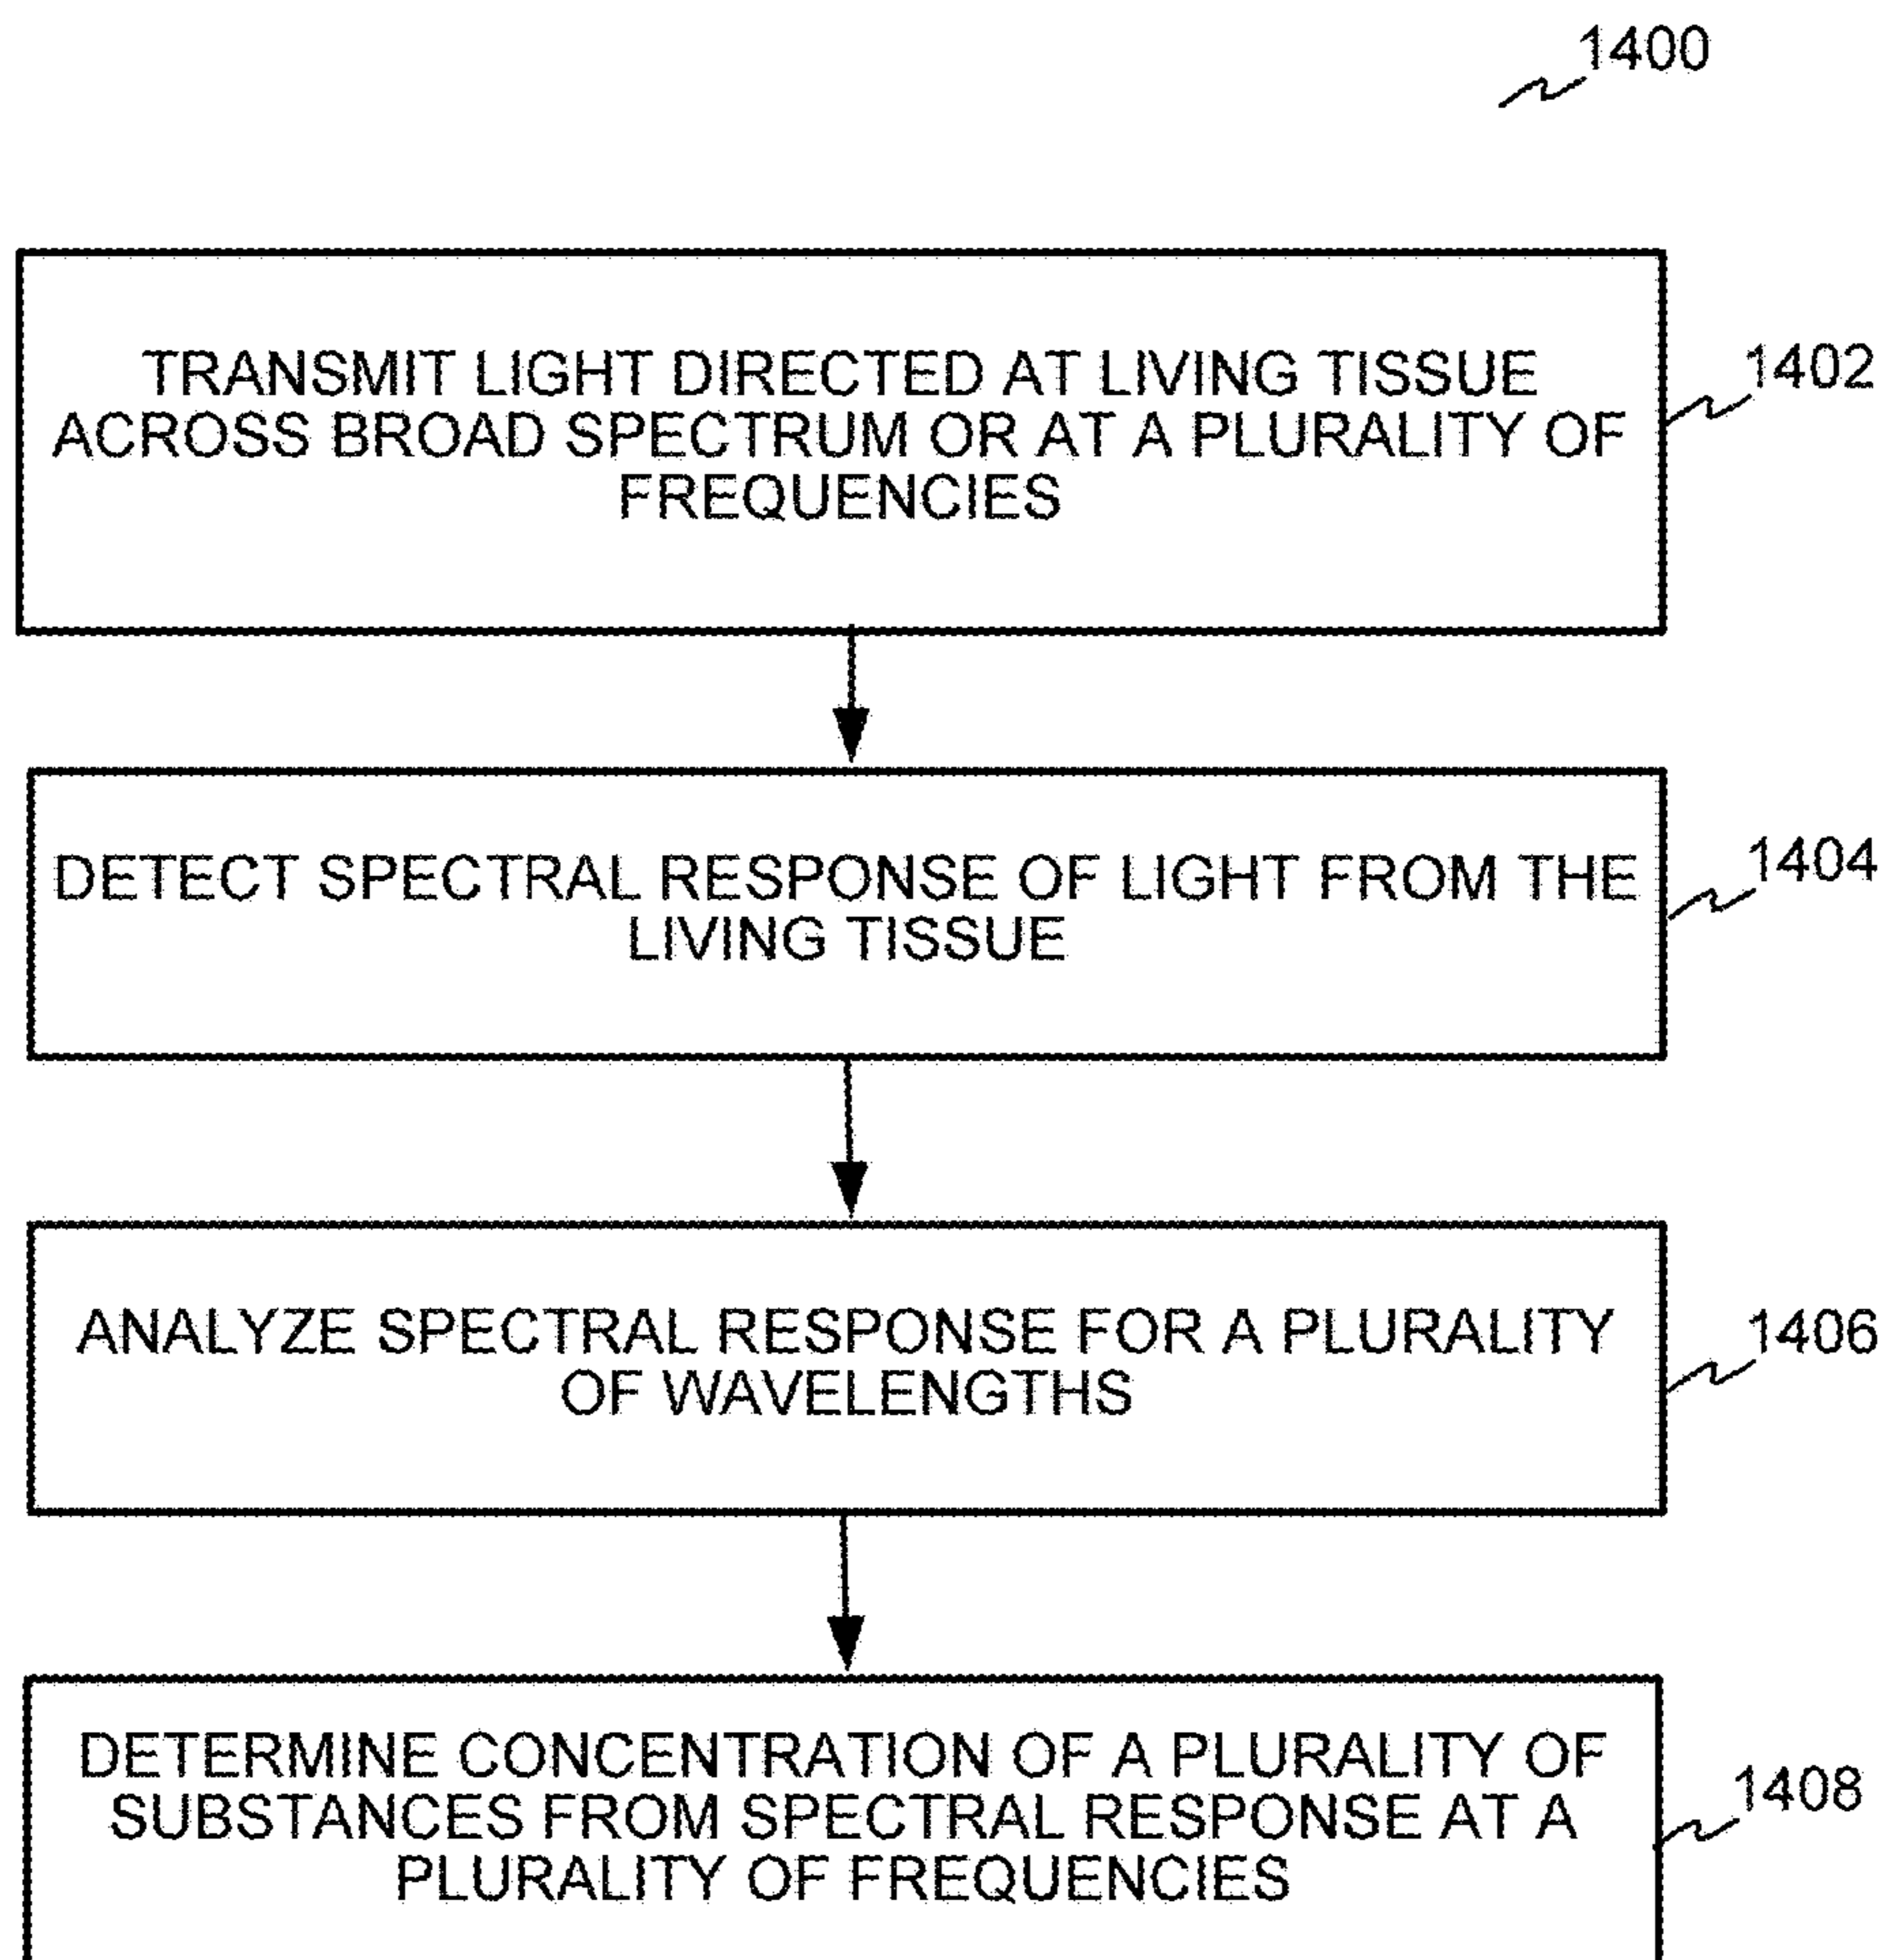 1400
TRANSMIT LIGHT DIRECTED AT LIVING TISSUE
ACROSS BROAD SPECTRUM OR AT A PLURALITY OF
FREQUENCIES
1402
DETECT SPECTRAL RESPONSE OF LIGHT FROM THE
LIVING TISSUE
1404
ANALYZE SPECTRAL RESPONSE FOR A PLURALITY
OF WAVELENGTHS
1406
DETERMINE CONCENTRATION OF A PLURALITY OF
SUBSTANCES FROM SPECTRAL RESPONSE AT A
PLURALITY OF FREQUENCIES
1408